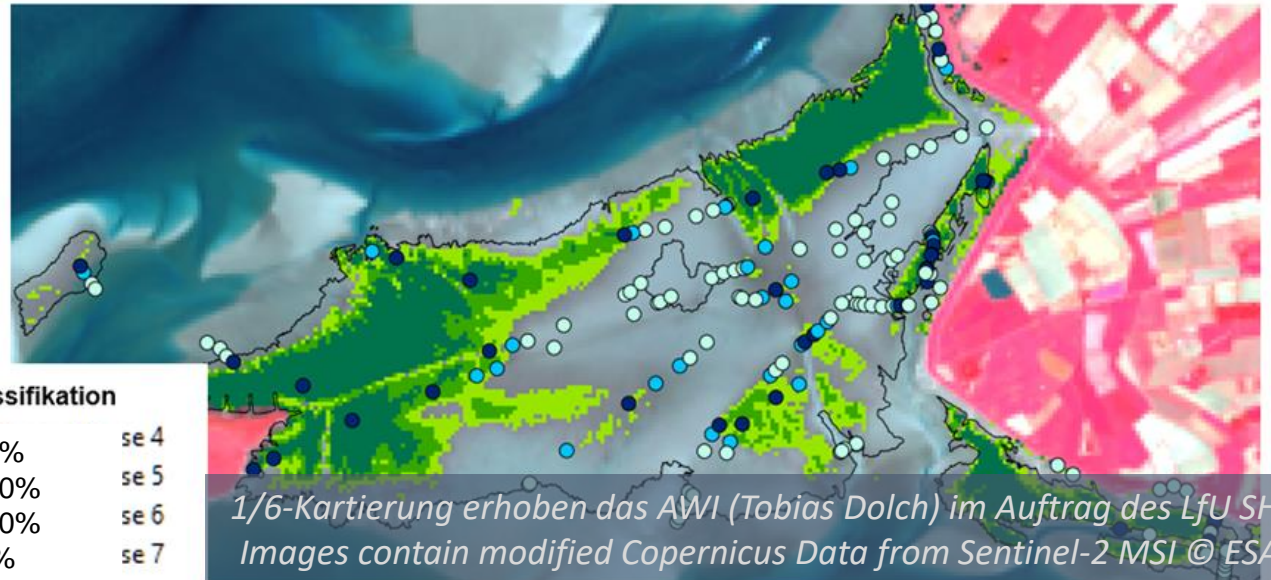 ssifikation
%
0%
0%
%
se 4
se 5
se 6
se 7
1/6-Kartierung erhoben das AWI (Tobias Dolch) im Auftrag des LfU SH
Images contain modified Copernicus Data from Sentinel-2 MSI © ESA